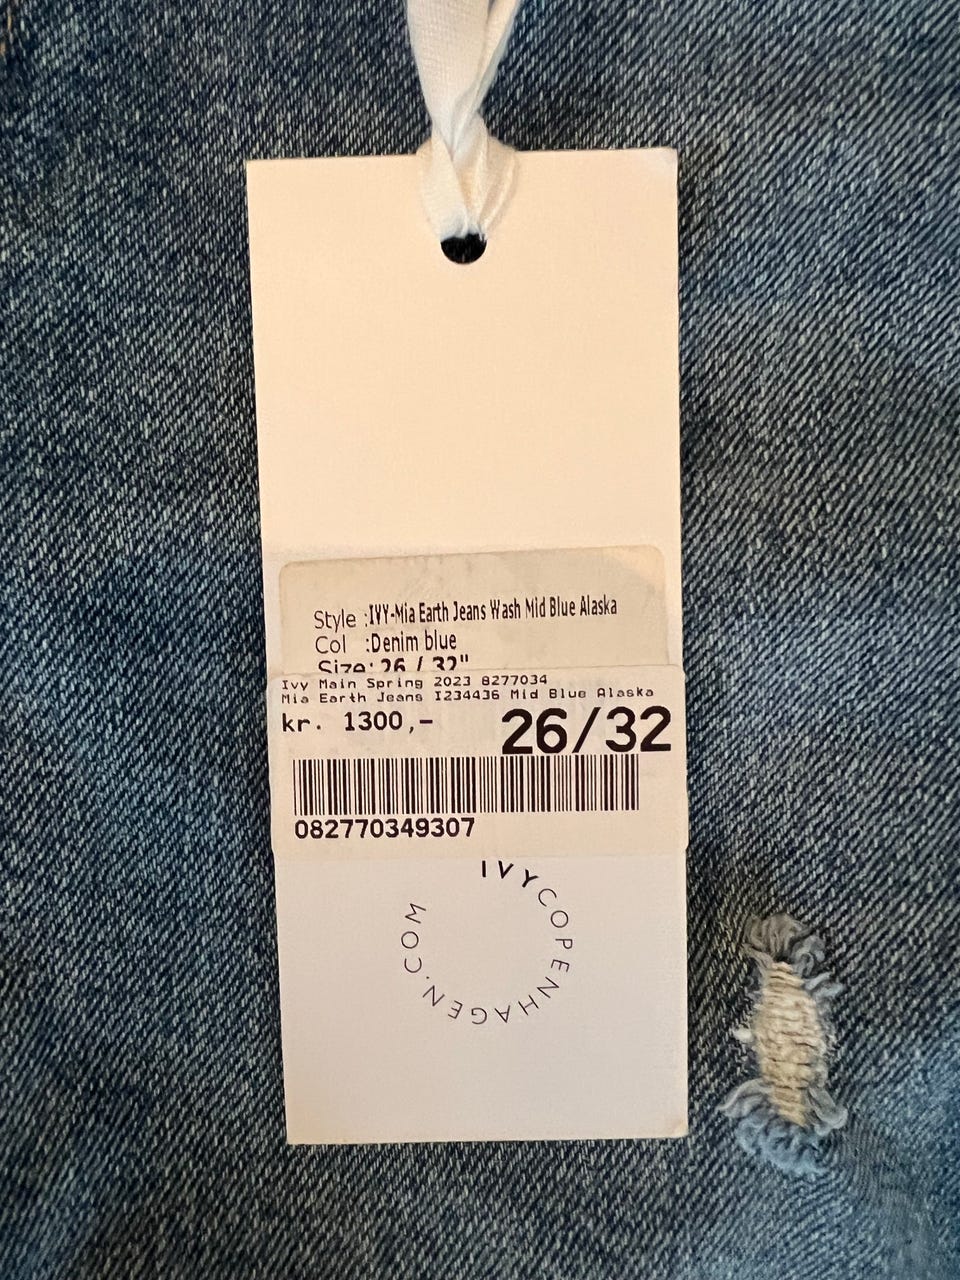 Style :IVY-Mia Earth Jeans Wash Mid Blue Alaska
Col :Denim blue
Size: 26 / 32"
Ivy Main Spring 2023 8277034
Mia Earth Jeans I234436 Mid Blue Alaska
kr. 1300,- 26/32
082770349307
IVYCOPENHAGEN.COM